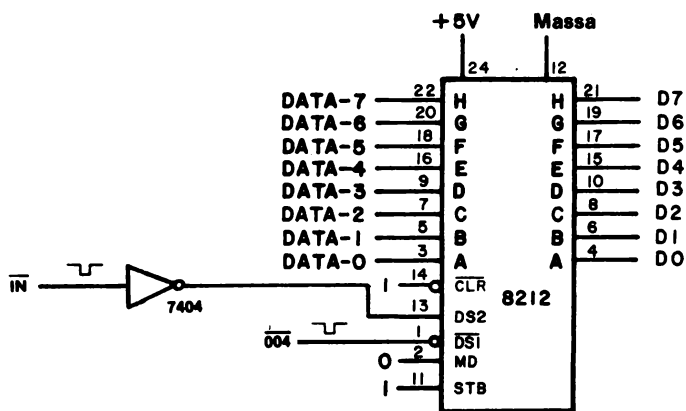 +5V Massa
24 12
DATA-7 22 H H 21 D7
DATA-6 20 G G 19 D6
DATA-5 18 F F 17 D5
DATA-4 16 E E 15 D4
DATA-3 9 D D 10 D3
DATA-2 7 C C 8 D2
DATA-1 5 B B 6 D1
DATA-0 3 A A 4 D0
1 14 CLR
8212
IN 7404 13 DS2
004 1 DS1
0 2 MD
1 11 STB